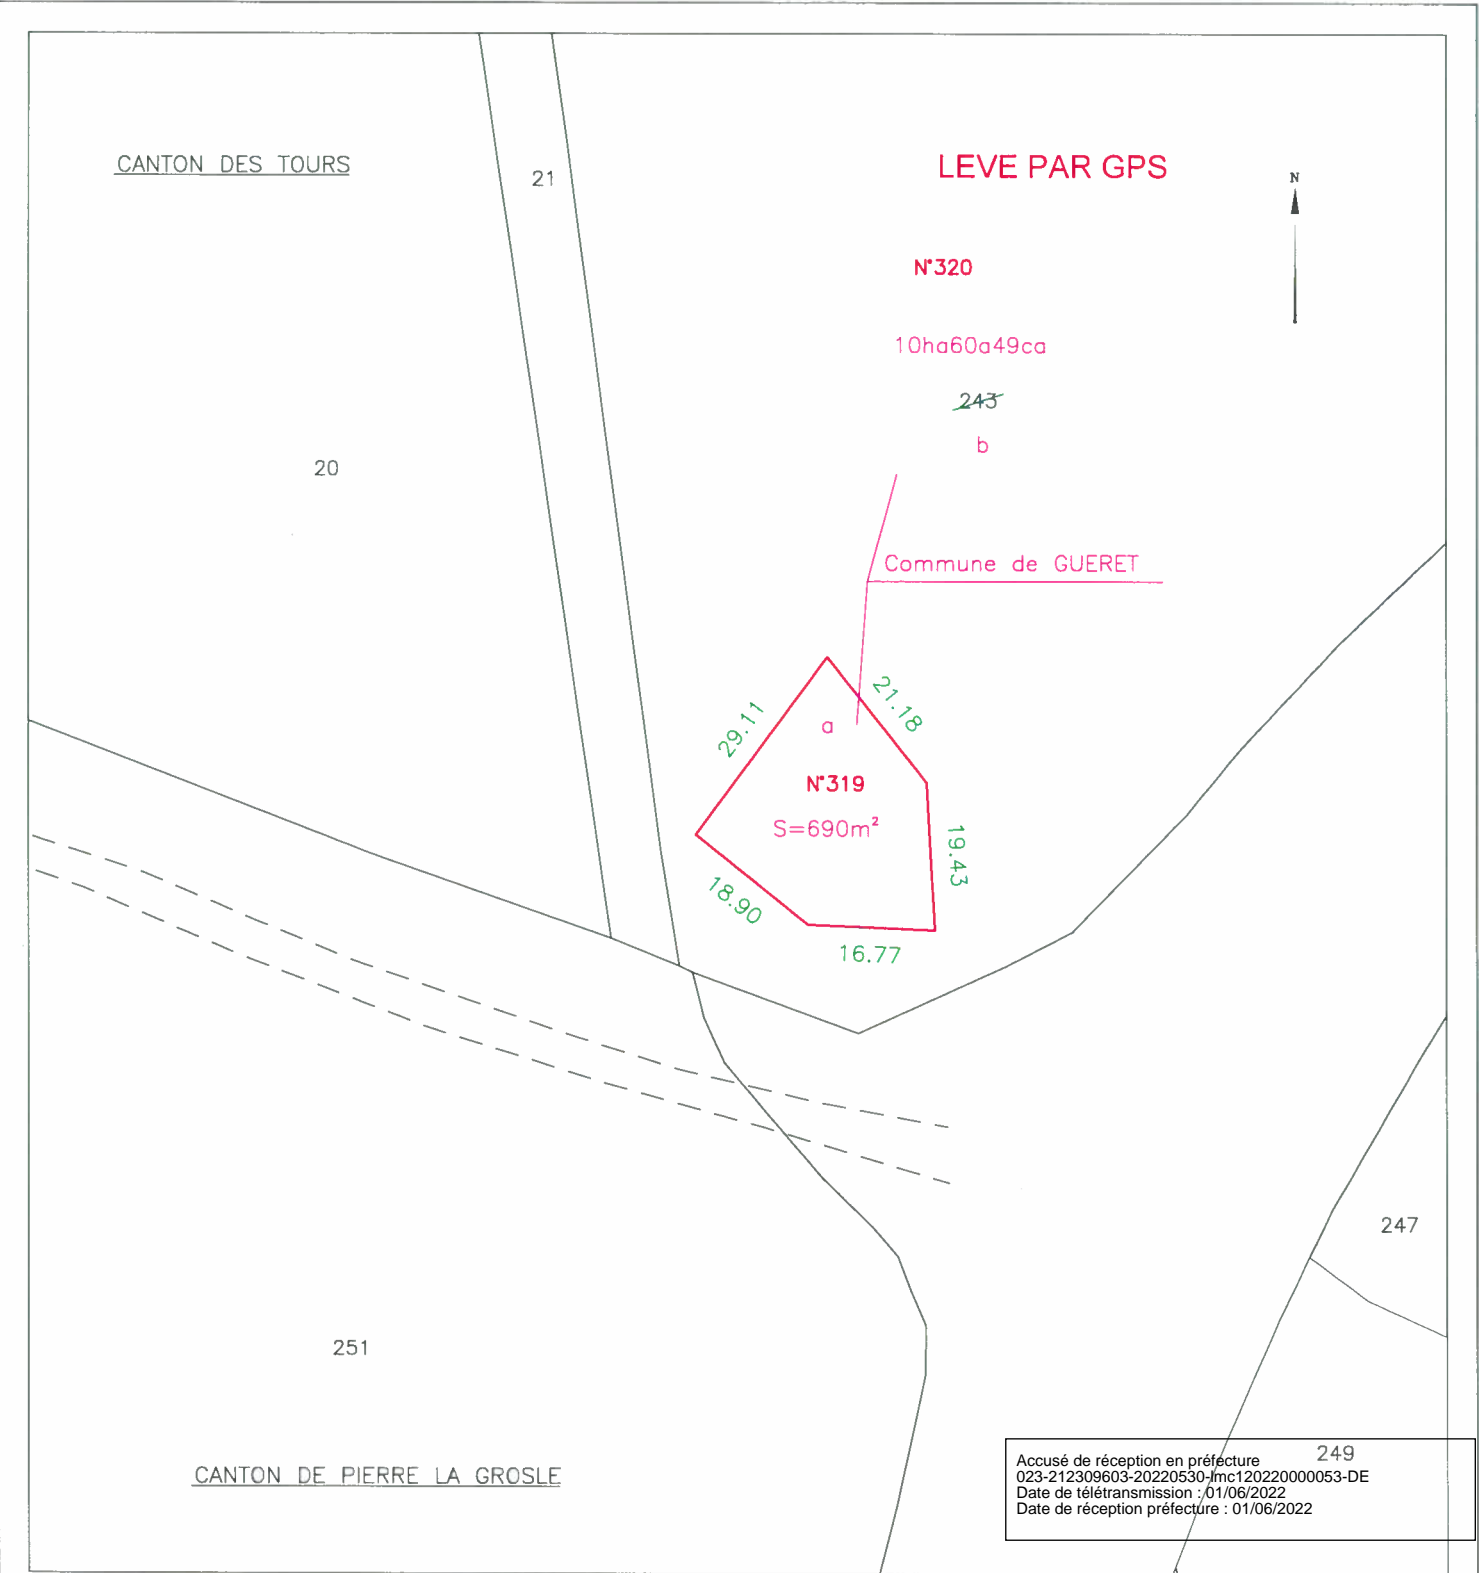 CANTON DES TOURS
21
LEVE PAR GPS
N
N°320
10ha60a49ca
243
b
20
Commune de GUERET
21.18
29.11
a
N°319
S=690m²
19.43
18.90
16.77
247
251
249
CANTON DE PIERRE LA GROSLE
Accusé de réception en préfecture
023-212309603-20220530-lmc120220000053-DE
Date de télétransmission : 01/06/2022
Date de réception préfecture : 01/06/2022